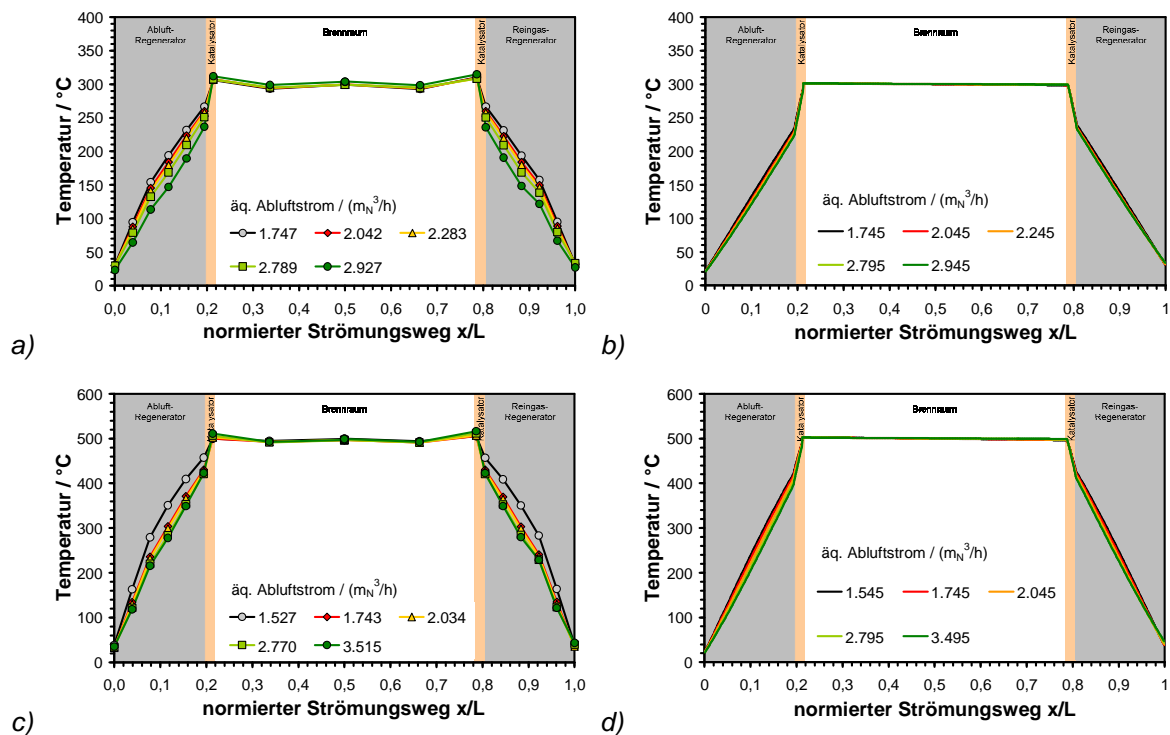 400
350
300
250
200
150
100
50
0
Temperatur / °C
Abluft-
Regenerator
Katalysator
Brennraum
Katalysator
Reingas-
Regenerator
äq. Abluftstrom / (mN3/h)
1.747 2.042 2.283
2.789 2.927
0,0 0,1 0,2 0,3 0,4 0,5 0,6 0,7 0,8 0,9 1,0
normierter Strömungsweg x/L
a)
400
350
300
250
200
150
100
50
0
Temperatur / °C
Abluft-
Regenerator
Katalysator
Brennraum
Katalysator
Reingas-
Regenerator
äq. Abluftstrom / (mN3/h)
1.745 2.045 2.245
2.795 2.945
0 0,1 0,2 0,3 0,4 0,5 0,6 0,7 0,8 0,9 1
normierter Strömungsweg x/L
b)
600
500
400
300
200
100
0
Temperatur / °C
Abluft-
Regenerator
Katalysator
Brennraum
Katalysator
Reingas-
Regenerator
äq. Abluftstrom / (mN3/h)
1.527 1.743 2.034
2.770 3.515
0,0 0,1 0,2 0,3 0,4 0,5 0,6 0,7 0,8 0,9 1,0
normierter Strömungsweg x/L
c)
600
500
400
300
200
100
0
Temperatur / °C
Abluft-
Regenerator
Katalysator
Brennraum
Katalysator
Reingas-
Regenerator
äq. Abluftstrom / (mN3/h)
1.545 1.745 2.045
2.795 3.495
0 0,1 0,2 0,3 0,4 0,5 0,6 0,7 0,8 0,9 1
normierter Strömungsweg x/L
d)